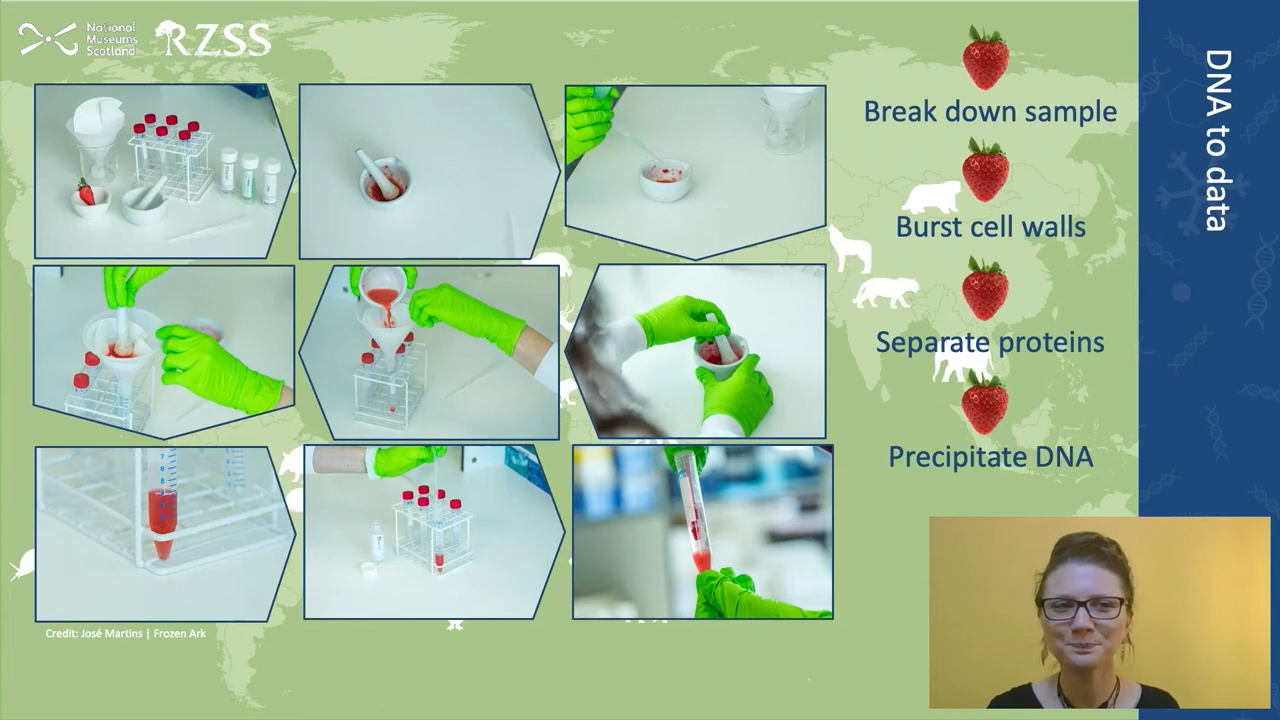 National
Museums
Scotland
RZSS
Break down sample
Burst cell walls
Separate proteins
Precipitate DNA
DNA to data
Credit: José Martins | Frozen Ark